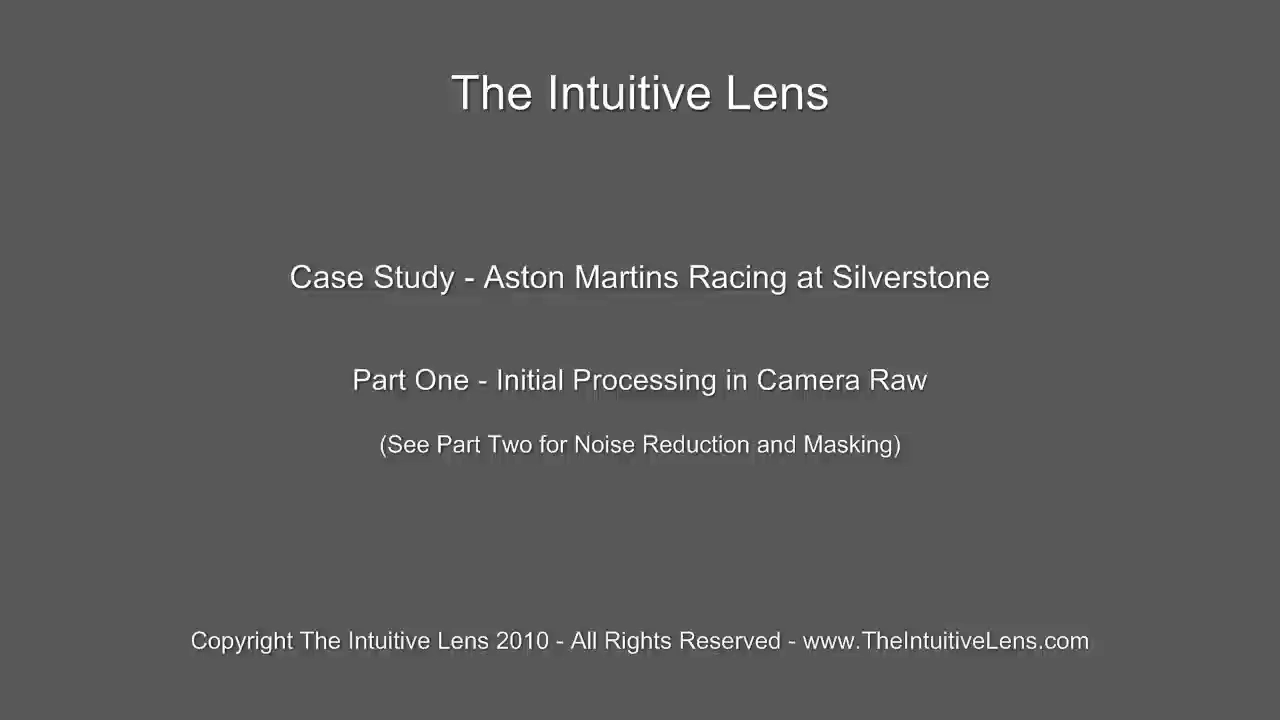 The Intuitive Lens
Case Study - Aston Martins Racing at Silverstone
Part One - Initial Processing in Camera Raw
(See Part Two for Noise Reduction and Masking)
Copyright The Intuitive Lens 2010 - All Rights Reserved - www.TheIntuitiveLens.com